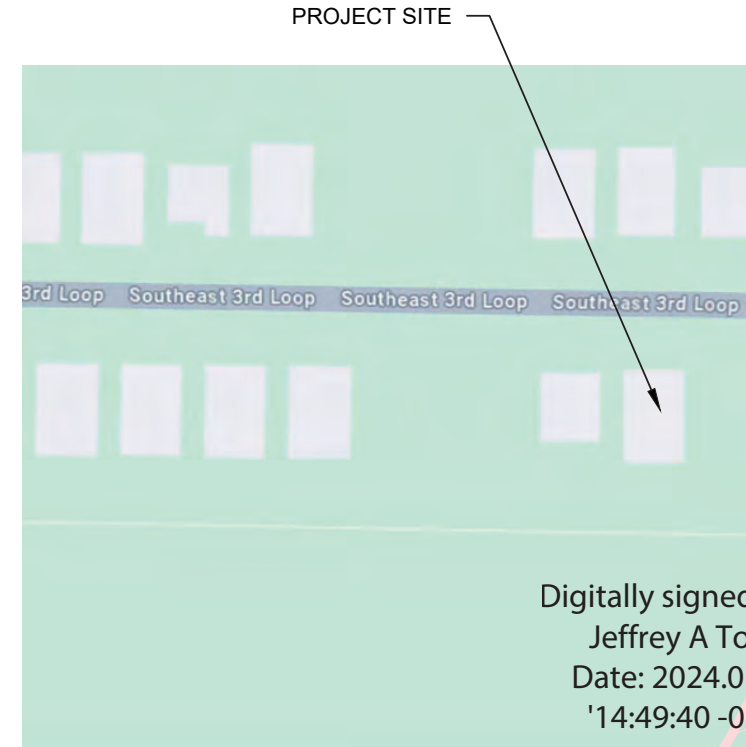 PROJECT SITE
3rd Loop Southeast 3rd Loop Southeast 3rd Loop Southeast 3rd Loop
Digitally signed
Jeffrey A To
Date: 2024.0
'14:49:40 -0